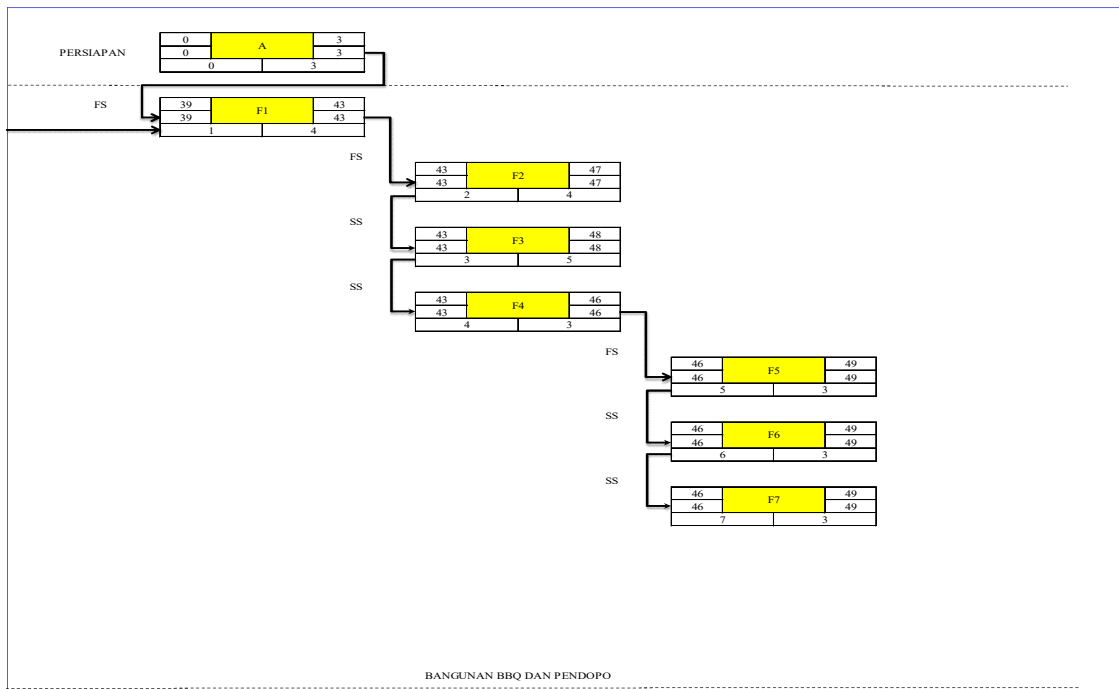 0 A 3
PERSIAPAN 0 3
0 3
FS 39 F1 43
39 43
1 4
FS
43 F2 47
43 47
2 4
SS
43 F3 48
43 48
3 5
SS
43 F4 46
43 46
4 3
FS
46 F5 49
46 49
5 3
SS
46 F6 49
46 49
6 3
SS
46 F7 49
46 49
7 3
BANGUNAN BBQ DAN PENDOPO